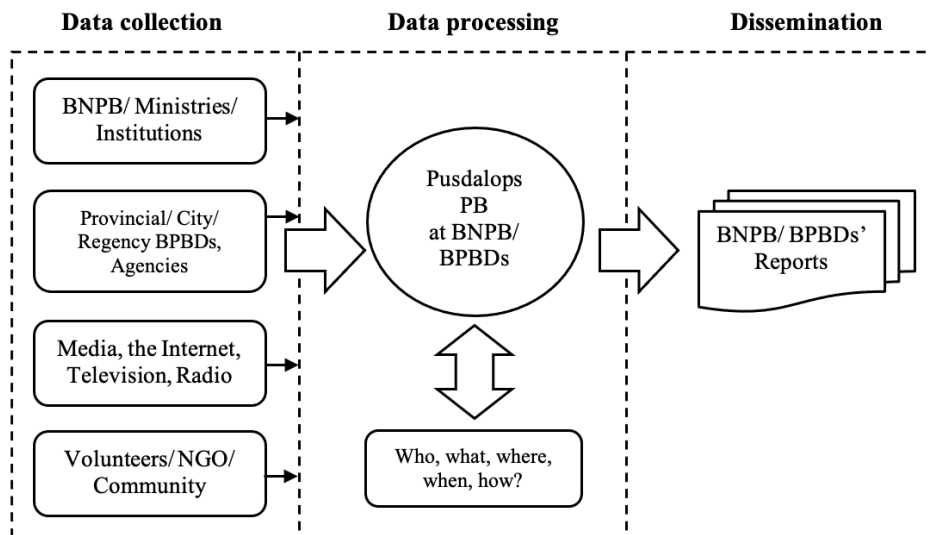 Data collection
Data processing
Dissemination
BNPB/ Ministries/
Institutions
Provincial/ City/
Regency BPBDs,
Agencies
Media, the Internet,
Television, Radio
Volunteers/ NGO/
Community
Pusdalops
PB
at BNPB/
BPBDs
Who, what, where,
when, how?
BNPB/ BPBDs’
Reports